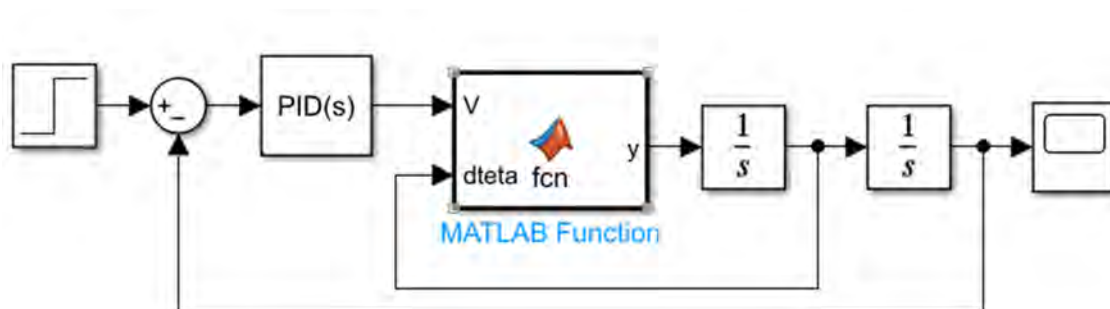 +
−
PID(s)
V
dteta
fcn
y
MATLAB Function
1
s
1
s